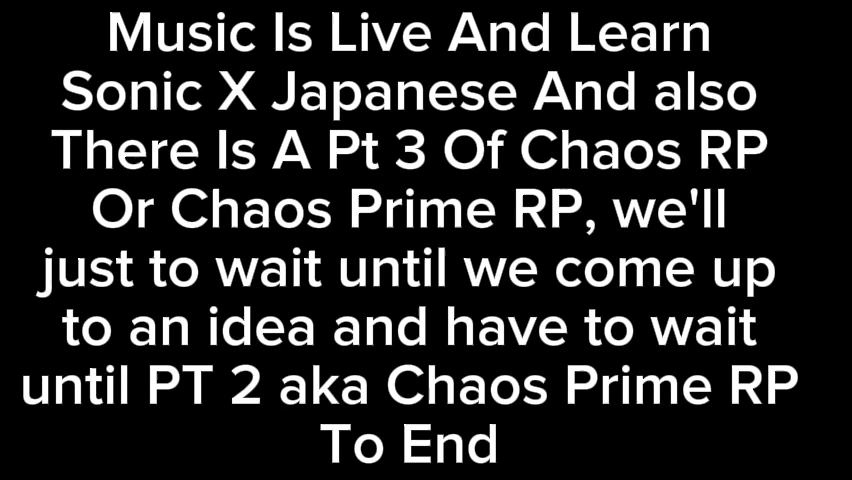 Music Is Live And Learn
Sonic X Japanese And also
There Is A Pt 3 Of Chaos RP
Or Chaos Prime RP, we'll
just to wait until we come up
to an idea and have to wait
until PT 2 aka Chaos Prime RP
To End